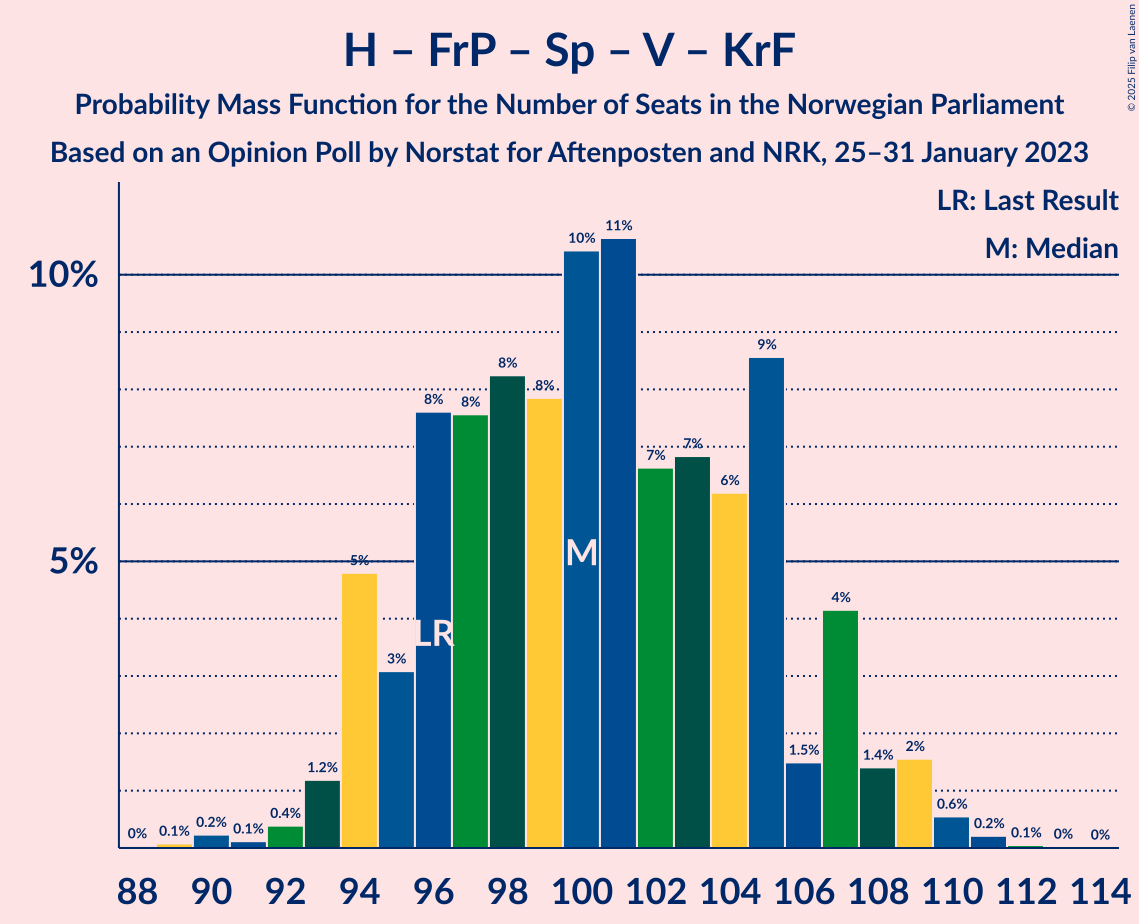 H – FrP – Sp – V – KrF
Probability Mass Function for the Number of Seats in the Norwegian Parliament
Based on an Opinion Poll by Norstat for Aftenposten and NRK, 25–31 January 2023
© 2025 Filip van Laenen
LR: Last Result
M: Median
10%
5%
0% 0.1% 0.2% 0.1% 0.4% 1.2% 5% 3% 8% 8% 8% 8% 10% 11% 7% 7% 6% 9% 1.5% 4% 1.4% 2% 0.6% 0.2% 0.1% 0% 0%
LR
M
88 90 92 94 96 98 100 102 104 106 108 110 112 114